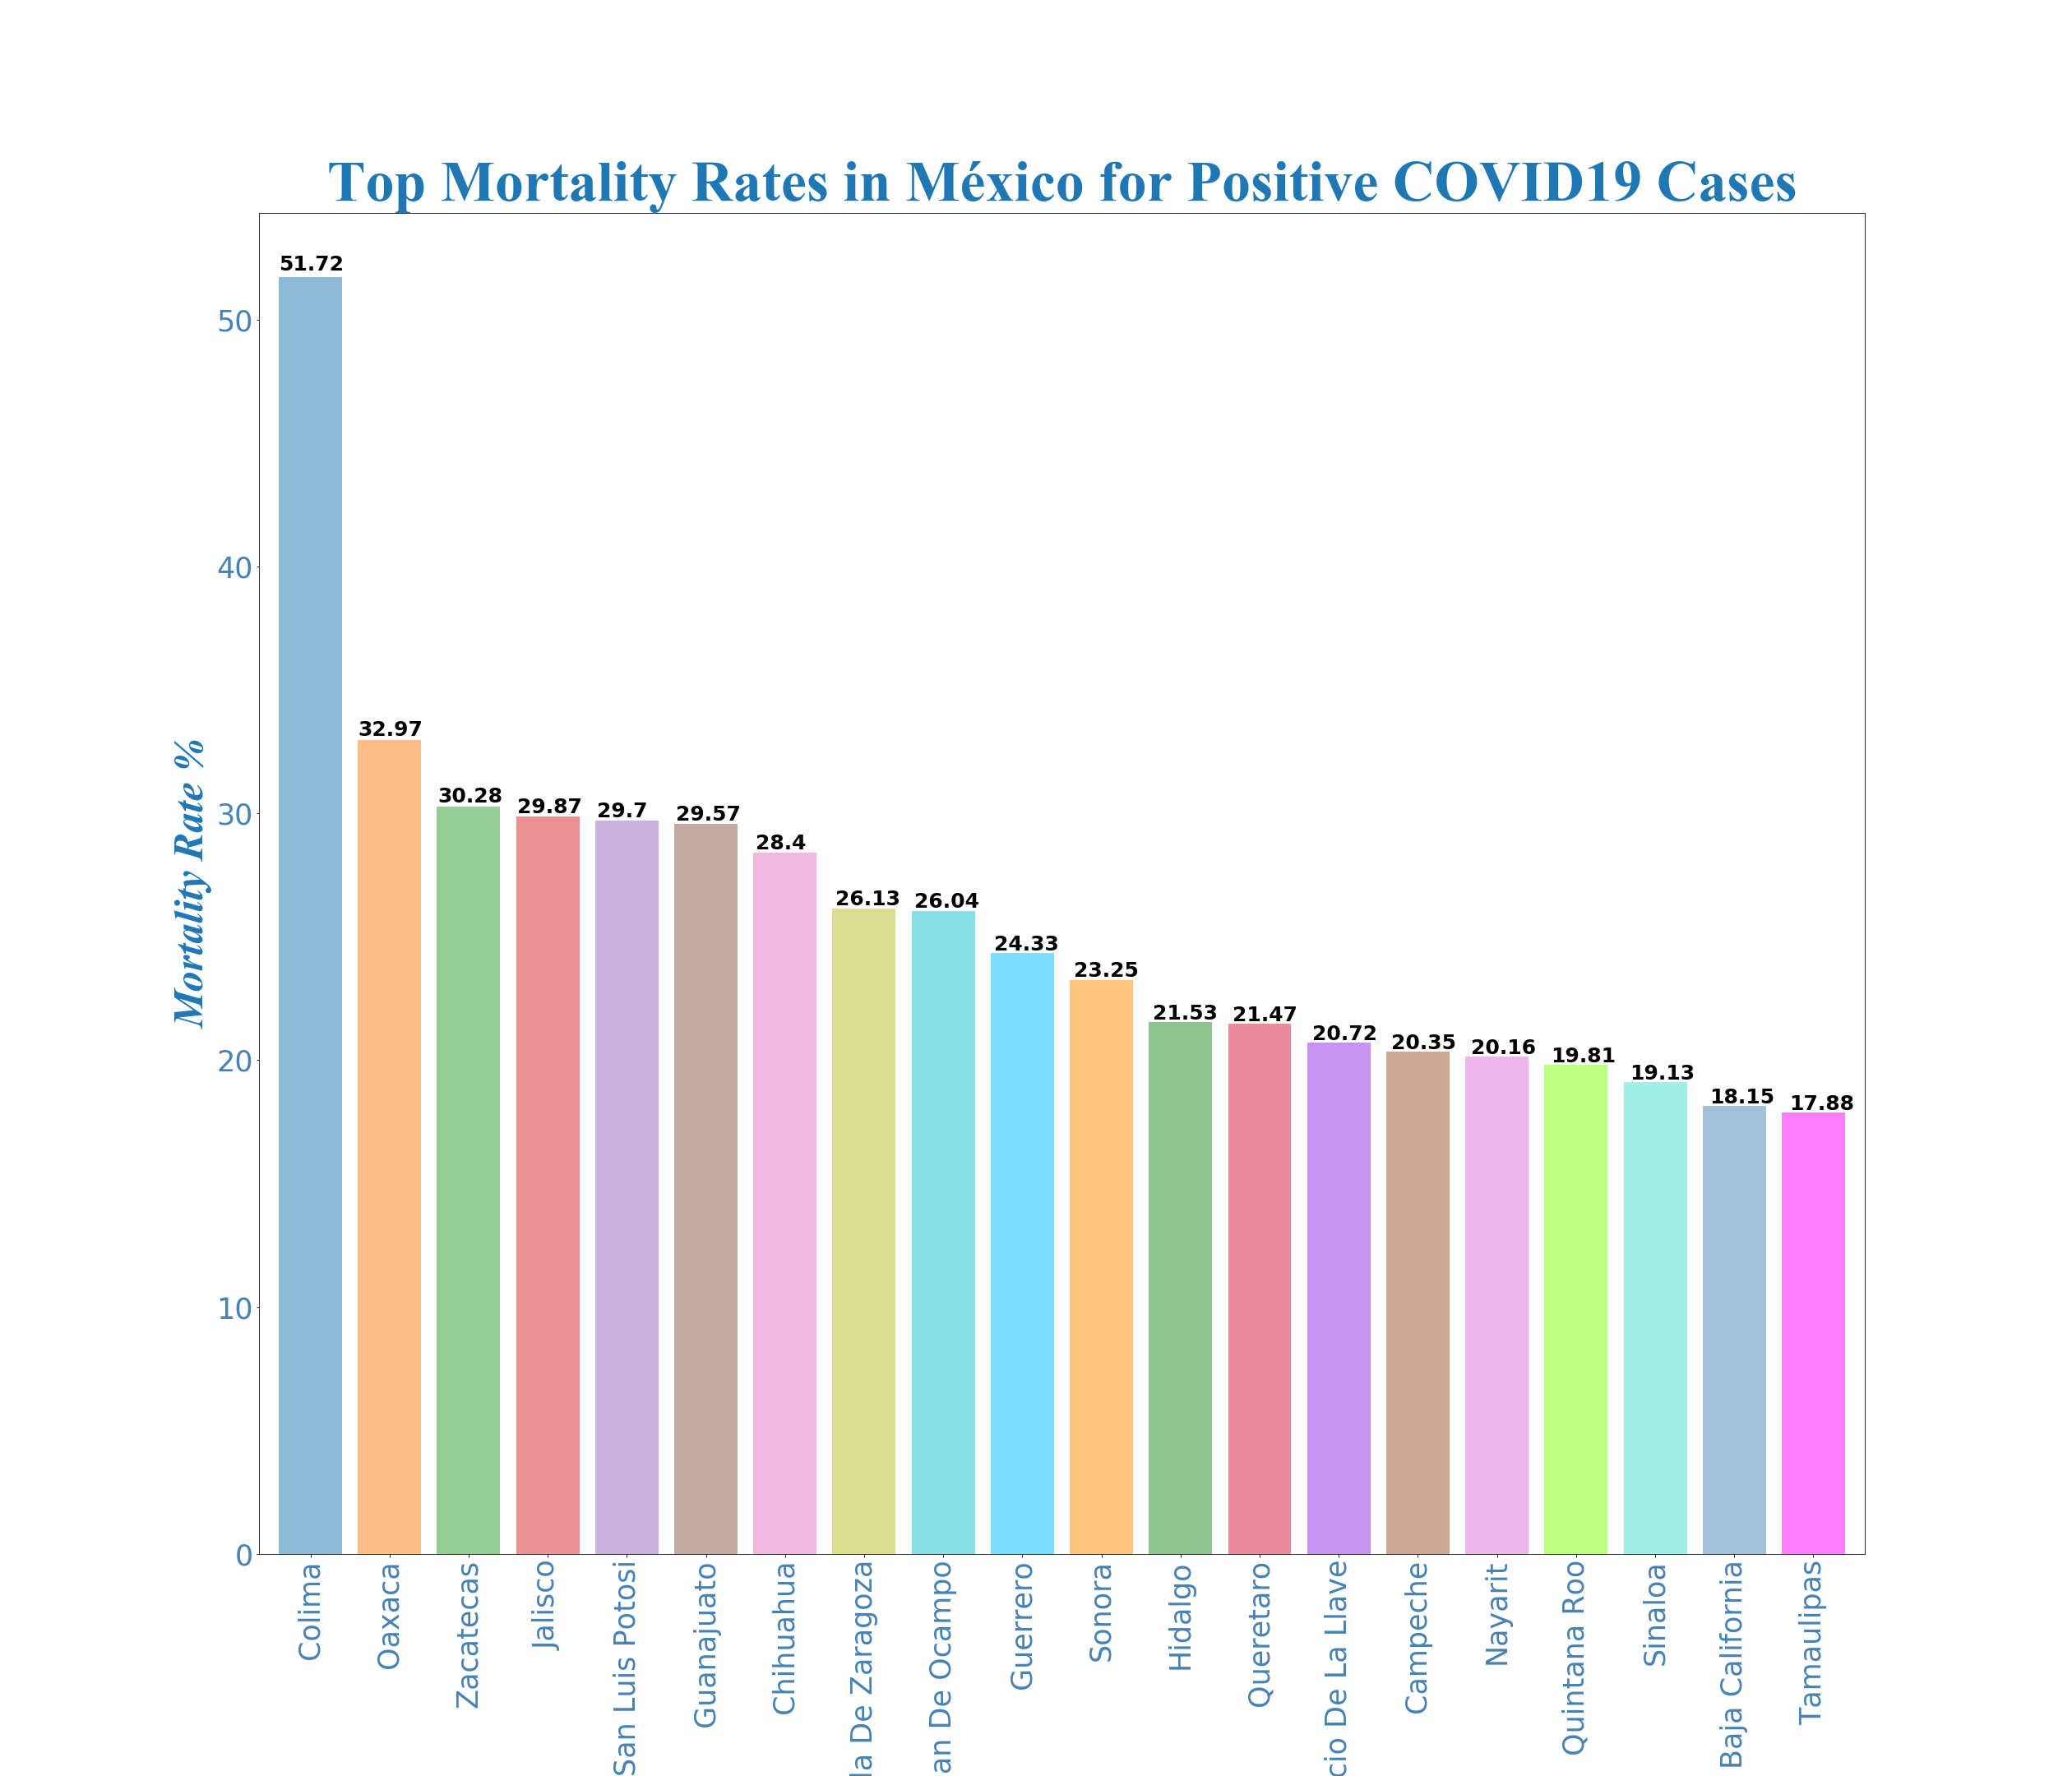 Top Mortality Rates in México for Positive COVID19 Cases
Mortality Rate %
50
40
30
20
10
0
51.72
32.97
30.28
29.87
29.7
29.57
28.4
26.13
26.04
24.33
23.25
21.53
21.47
20.72
20.35
20.16
19.81
19.13
18.15
17.88
Colima
Oaxaca
Zacatecas
Jalisco
San Luis Potosi
Guanajuato
Chihuahua
De Zaragoza
De Ocampo
Guerrero
Sonora
Hidalgo
Queretaro
De La Llave
Campeche
Nayarit
Quintana Roo
Sinaloa
Baja California
Tamaulipas